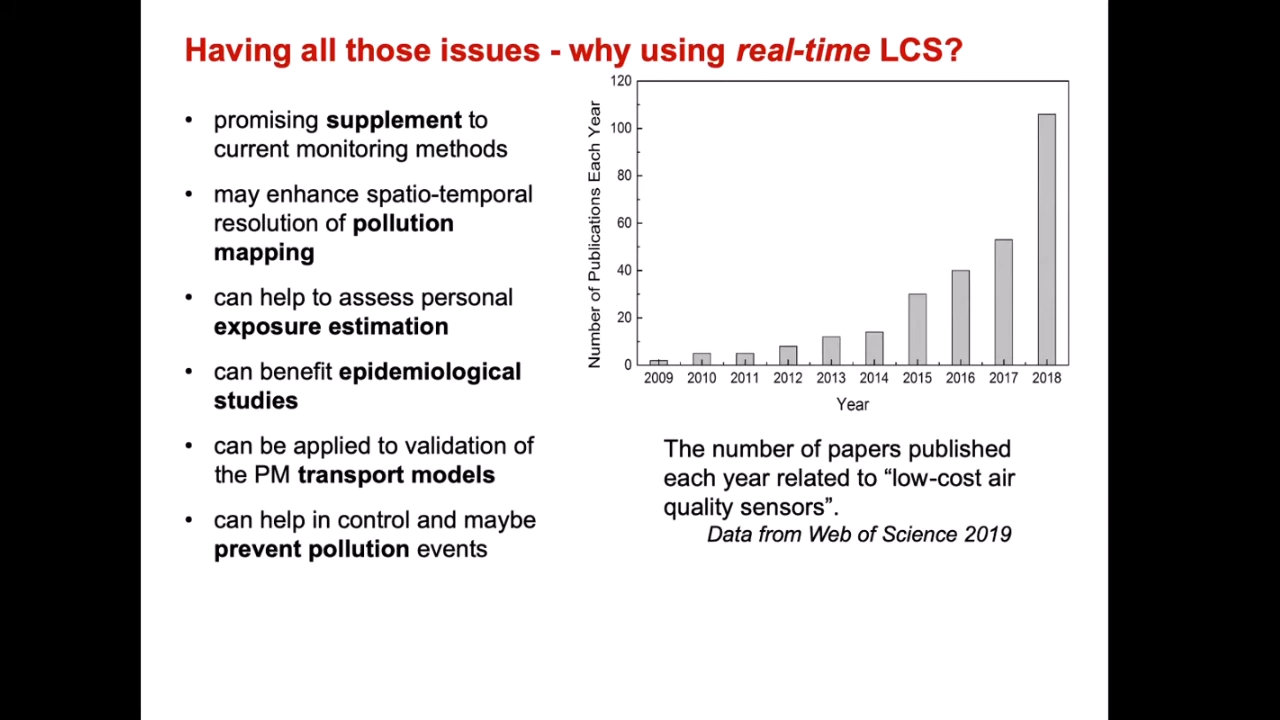 Having all those issues - why using real-time LCS?
• promising supplement to
current monitoring methods
• may enhance spatio-temporal
resolution of pollution
mapping
• can help to assess personal
exposure estimation
• can benefit epidemiological
studies
• can be applied to validation of
the PM transport models
• can help in control and maybe
prevent pollution events
Number of Publications Each Year
120
100
80
60
40
20
0
2009 2010 2011 2012 2013 2014 2015 2016 2017 2018
Year
The number of papers published
each year related to “low-cost air
quality sensors”.
Data from Web of Science 2019